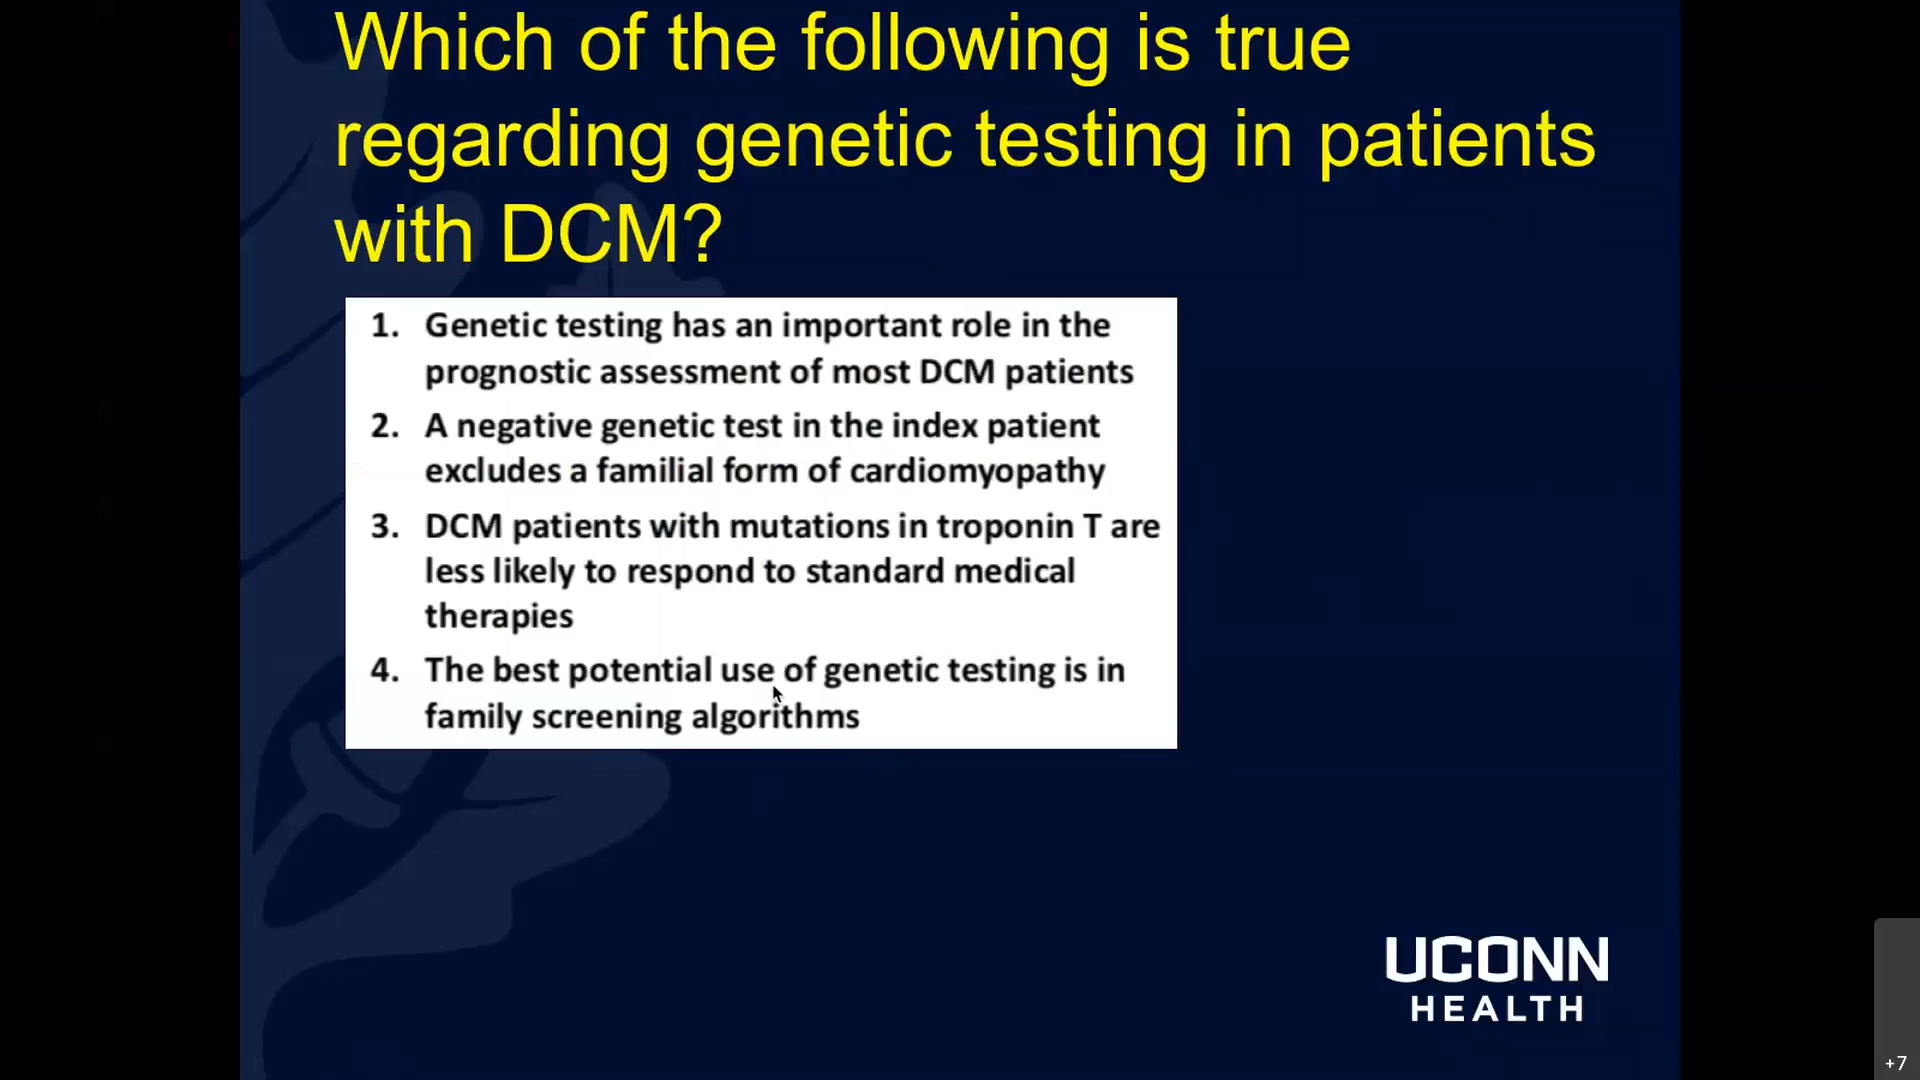 Which of the following is true
regarding genetic testing in patients
with DCM?
1. Genetic testing has an important role in the
prognostic assessment of most DCM patients
2. A negative genetic test in the index patient
excludes a familial form of cardiomyopathy
3. DCM patients with mutations in troponin T are
less likely to respond to standard medical
therapies
4. The best potential use of genetic testing is in
family screening algorithms
UCONN
HEALTH
+7